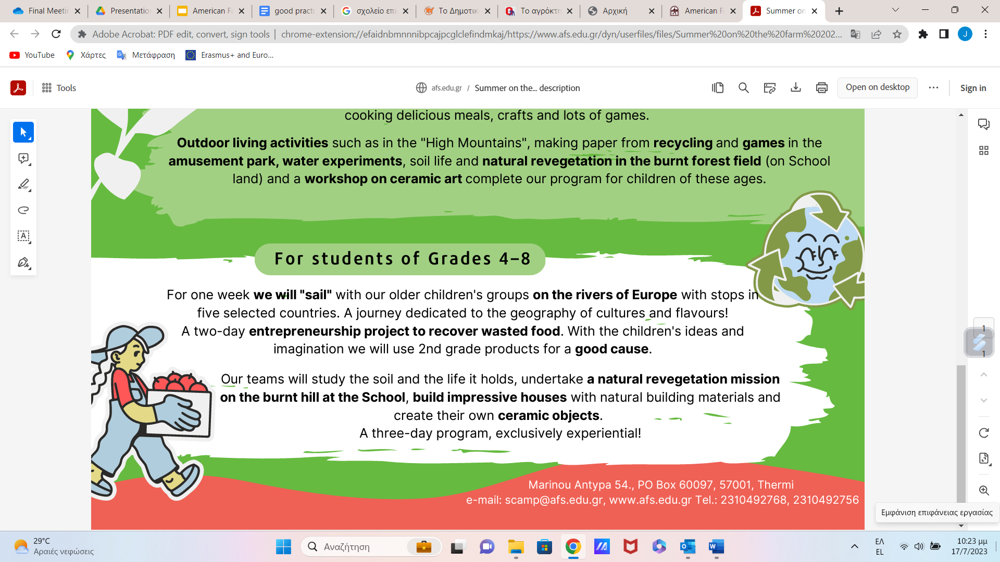 Final Meetin
Presentation
American Fa
good practi
σχολείο επι
Το Δημοτικ
Το αγρόκτη
Αρχική
American Fa
Summer on
Adobe Acrobat: PDF edit, convert, sign tools | chrome-extension://efaidnbmnnnibpcajpcglclefindmkaj/https://www.afs.edu.gr/dyn/userfiles/files/Summer%20on%20the%20farm%20202...
J
YouTube
Χάρτες
Μετάφραση
Erasmus+ and Euro...
Tools
afs.edu.gr / Summer on the... description
Open on desktop
Sign in
cooking delicious meals, crafts and lots of games.
Outdoor living activities such as in the "High Mountains", making paper from recycling and games in the
amusement park, water experiments, soil life and natural revegetation in the burnt forest field (on School
land) and a workshop on ceramic art complete our program for children of these ages.
For students of Grades 4–8
For one week we will "sail" with our older children's groups on the rivers of Europe with stops in
five selected countries. A journey dedicated to the geography of cultures and flavours!
A two-day entrepreneurship project to recover wasted food. With the children's ideas and
imagination we will use 2nd grade products for a good cause.
Our teams will study the soil and the life it holds, undertake a natural revegetation mission
on the burnt hill at the School, build impressive houses with natural building materials and
create their own ceramic objects.
A three-day program, exclusively experiential!
Marinou Antypa 54., PO Box 60097, 57001, Thermi
e-mail: scamp@afs.edu.gr, www.afs.edu.gr Tel.: 2310492768, 2310492756
1
1
Εμφάνιση επιφάνειας εργασίας
29°C
Αραιές νεφώσεις
Αναζήτηση
ΕΛ
EL
10:23 μμ
17/7/2023